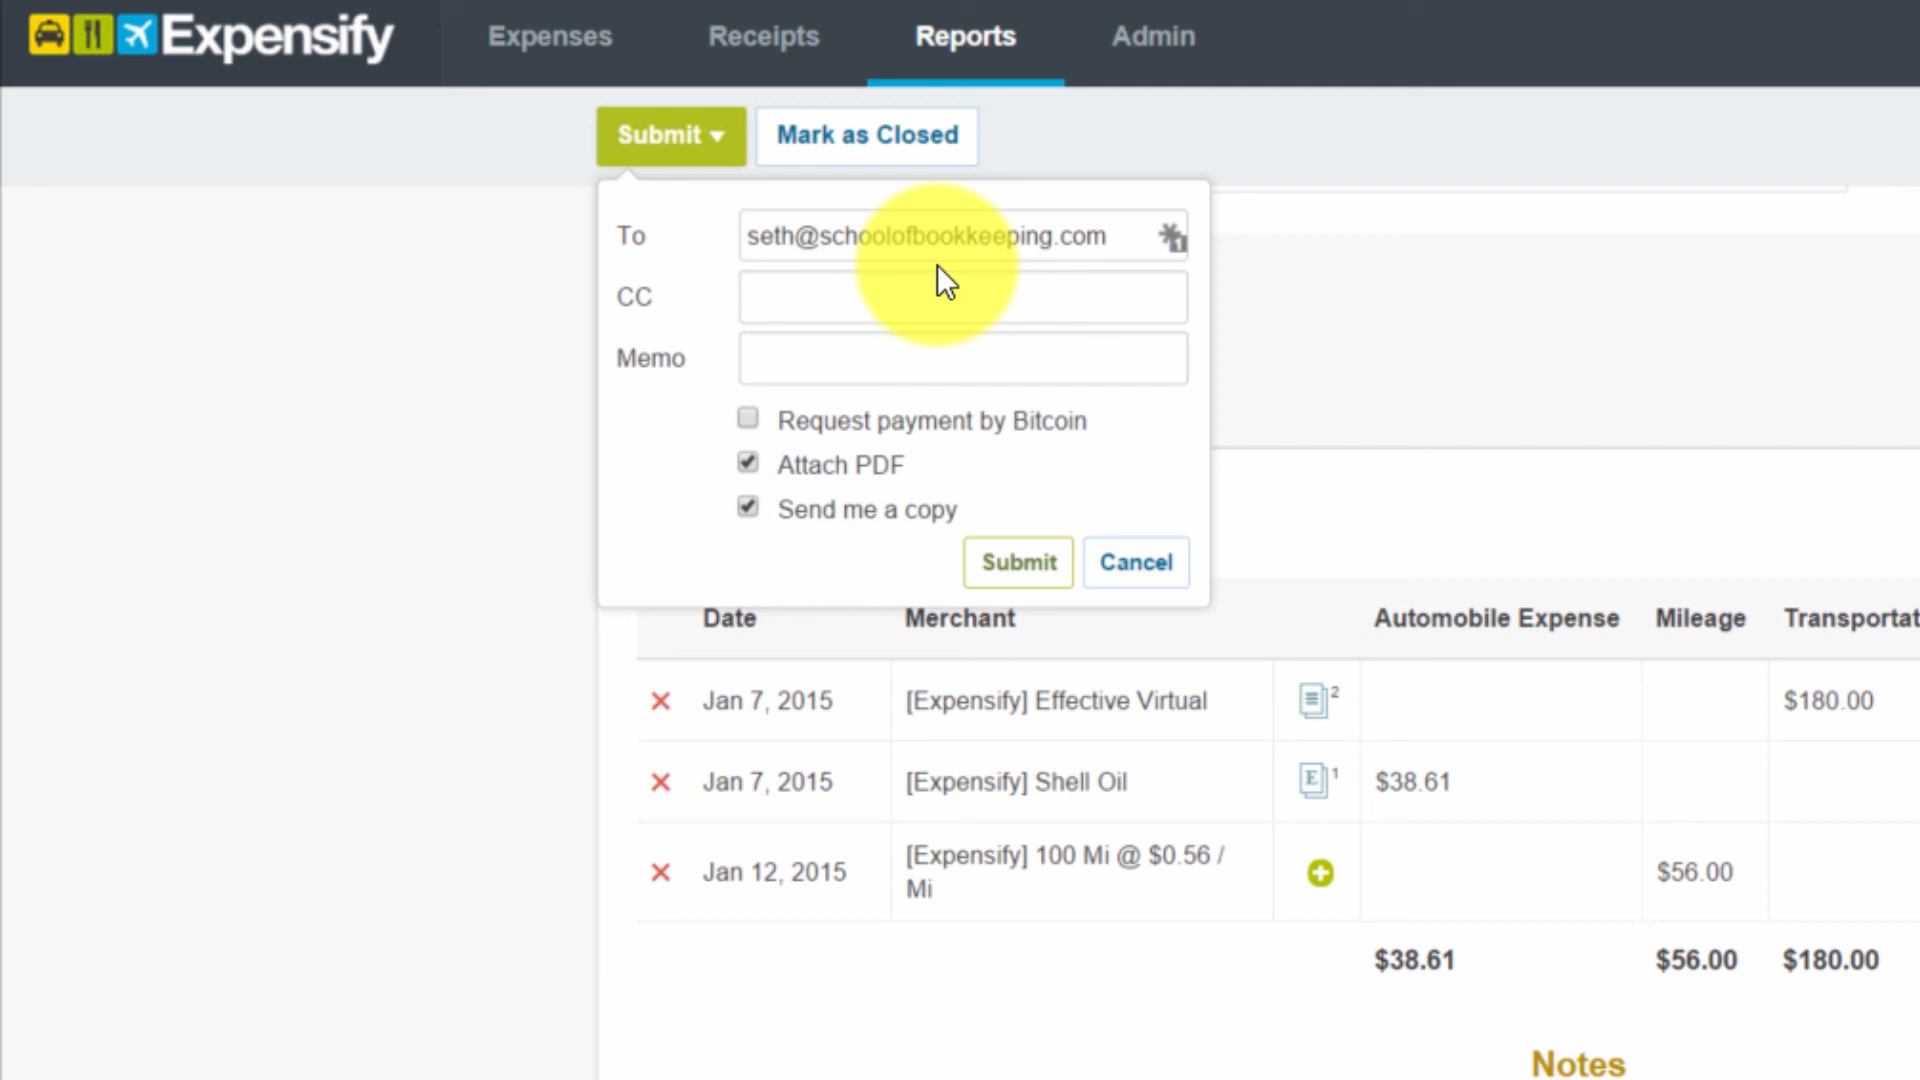 Expensify Expenses Receipts Reports Admin
Submit Mark as Closed
To seth@schoolofbookkeeping.com 1
CC
Memo
Request payment by Bitcoin
Attach PDF
Send me a copy
Submit Cancel
Date Merchant Automobile Expense Mileage Transportat
Jan 7, 2015 [Expensify] Effective Virtual 2 $180.00
Jan 7, 2015 [Expensify] Shell Oil E 1 $38.61
Jan 12, 2015 [Expensify] 100 Mi @ $0.56 / $56.00
Mi
$38.61 $56.00 $180.00
Notes